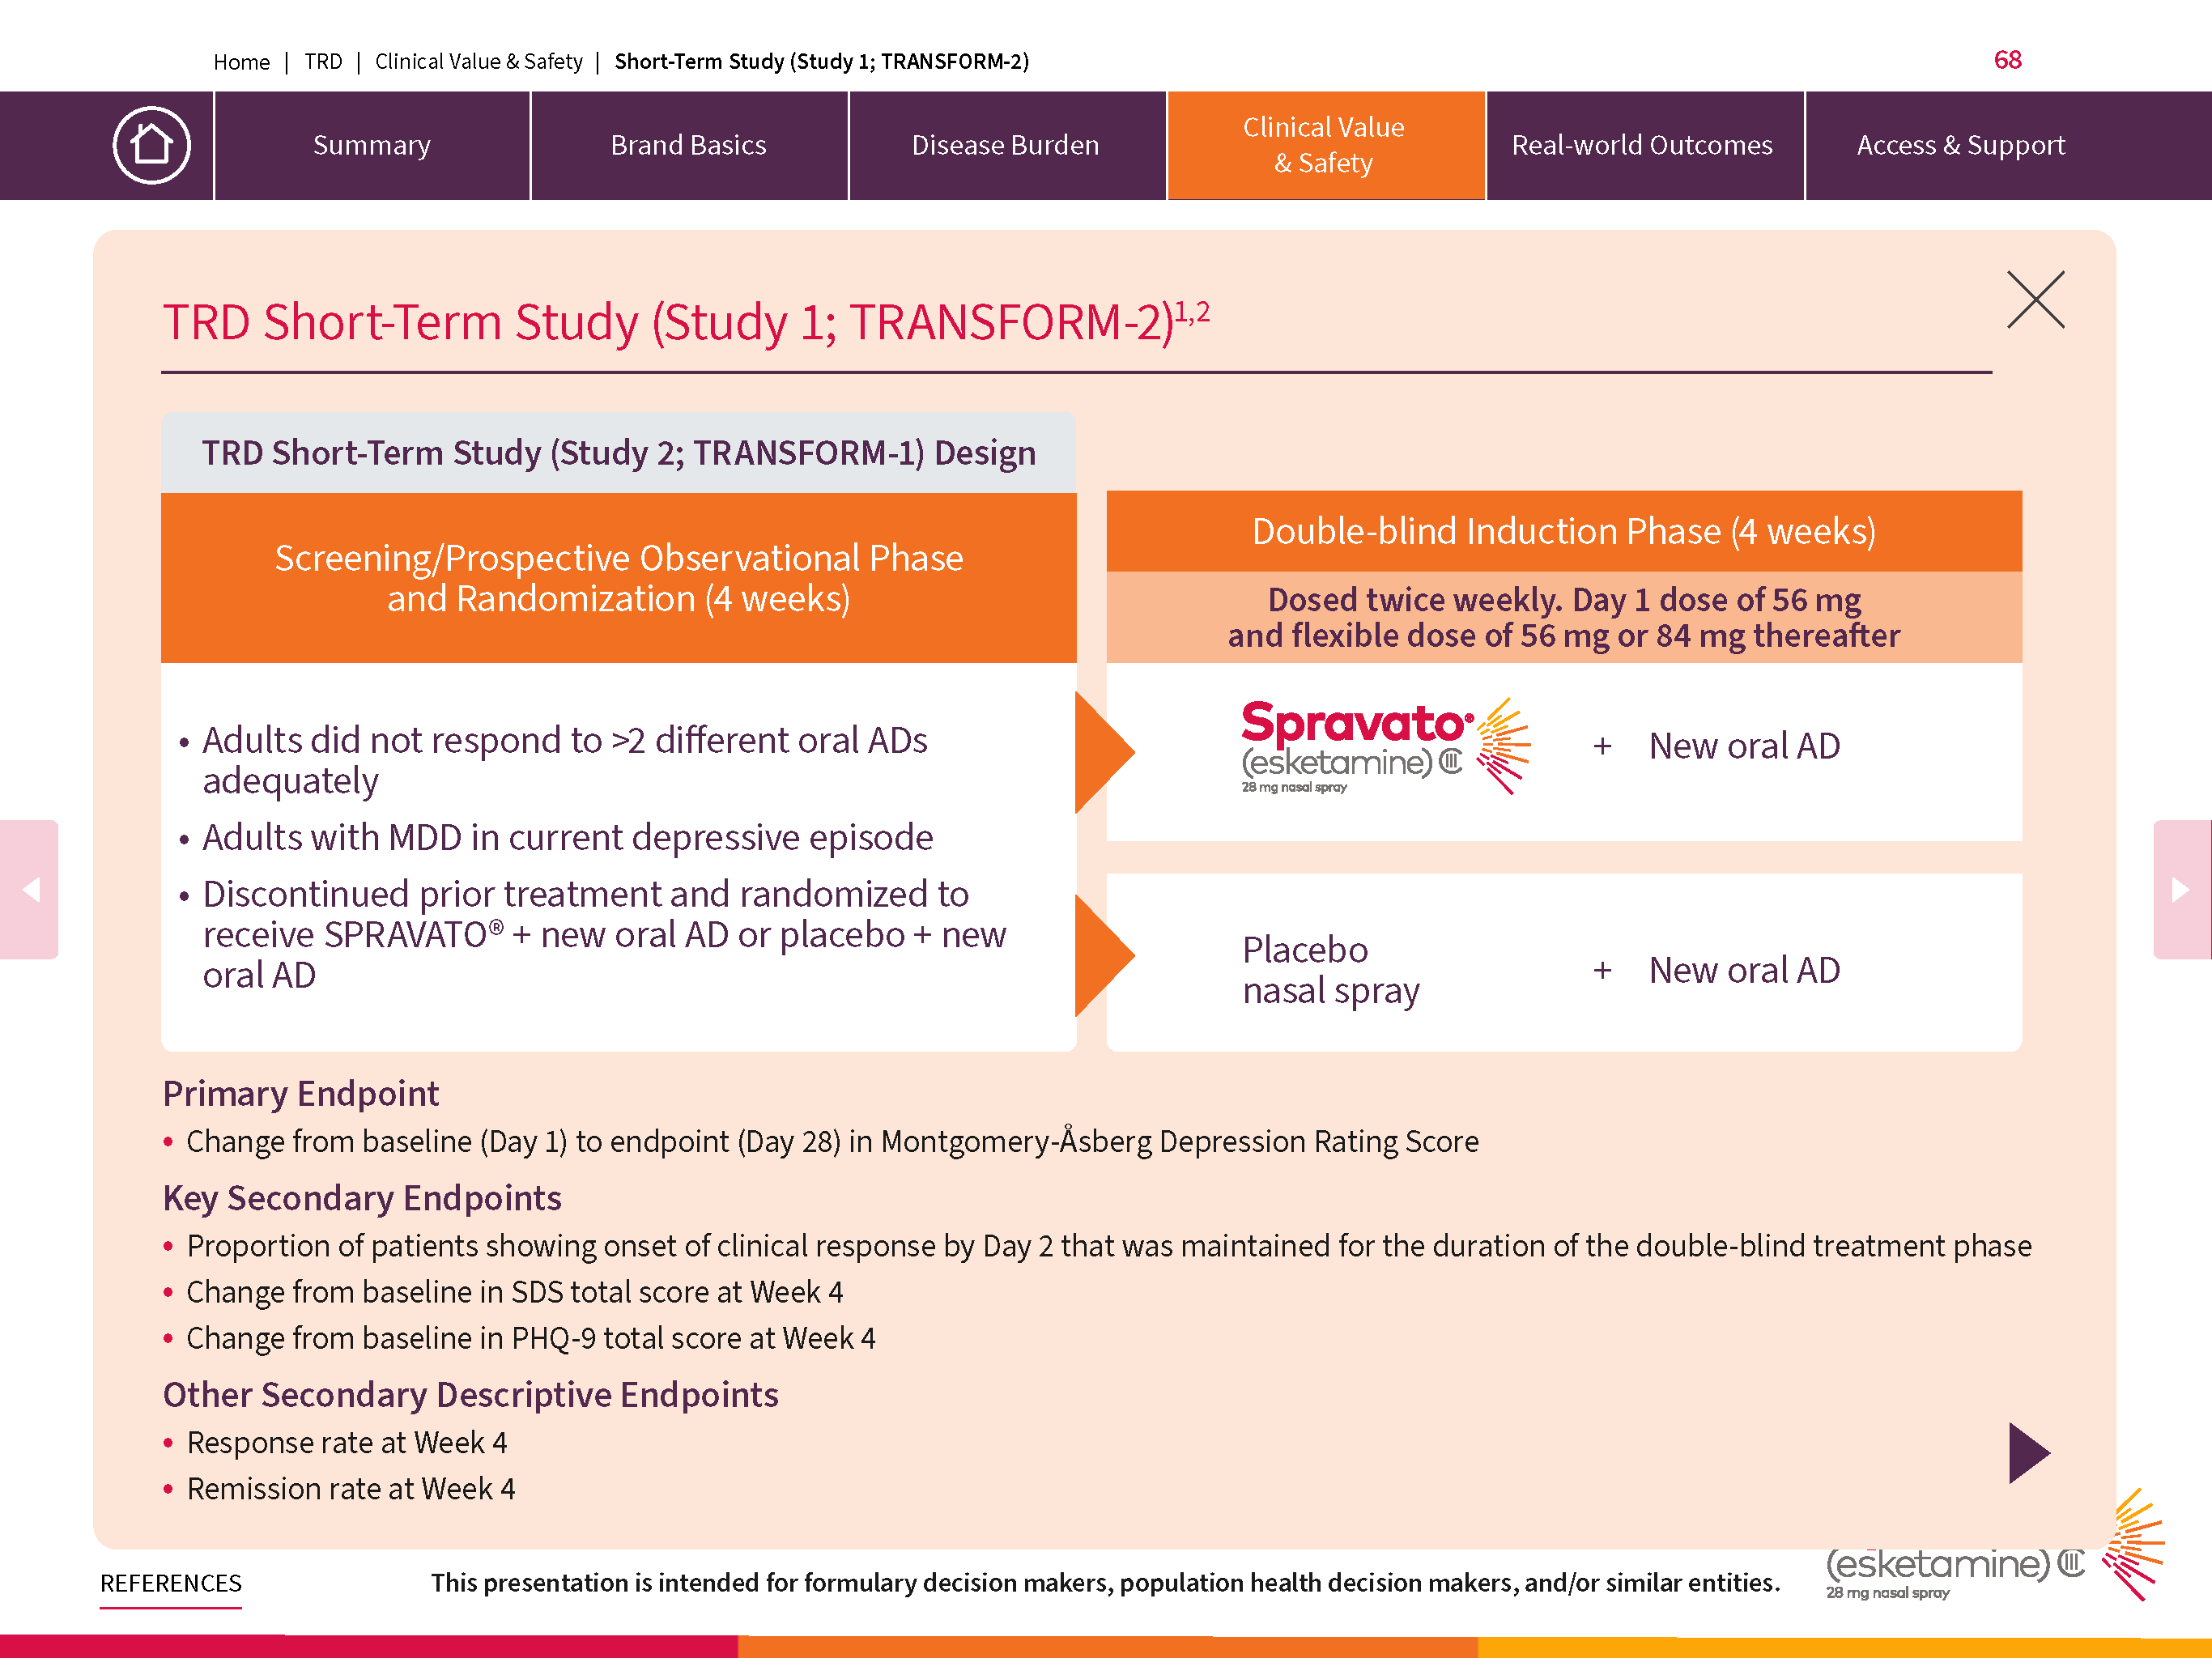 Home | TRD | Clinical Value & Safety | Short-Term Study (Study 1; TRANSFORM-2)
68
Summary
Brand Basics
Disease Burden
Clinical Value
& Safety
Real-world Outcomes
Access & Support
TRD Short-Term Study (Study 1; TRANSFORM-2)1,2
TRD Short-Term Study (Study 2; TRANSFORM-1) Design
Screening/Prospective Observational Phase
and Randomization (4 weeks)
• Adults did not respond to >2 different oral ADs
adequately
• Adults with MDD in current depressive episode
• Discontinued prior treatment and randomized to
receive SPRAVATO® + new oral AD or placebo + new
oral AD
Double-blind Induction Phase (4 weeks)
Dosed twice weekly. Day 1 dose of 56 mg
and flexible dose of 56 mg or 84 mg thereafter
Spravato®
(esketamine) CIII
28 mg nasal spray
+ New oral AD
Placebo
nasal spray
+ New oral AD
Primary Endpoint
• Change from baseline (Day 1) to endpoint (Day 28) in Montgomery-Åsberg Depression Rating Score
Key Secondary Endpoints
• Proportion of patients showing onset of clinical response by Day 2 that was maintained for the duration of the double-blind treatment phase
• Change from baseline in SDS total score at Week 4
• Change from baseline in PHQ-9 total score at Week 4
Other Secondary Descriptive Endpoints
• Response rate at Week 4
• Remission rate at Week 4
REFERENCES
This presentation is intended for formulary decision makers, population health decision makers, and/or similar entities.
(esketamine) CIII
28 mg nasal spray